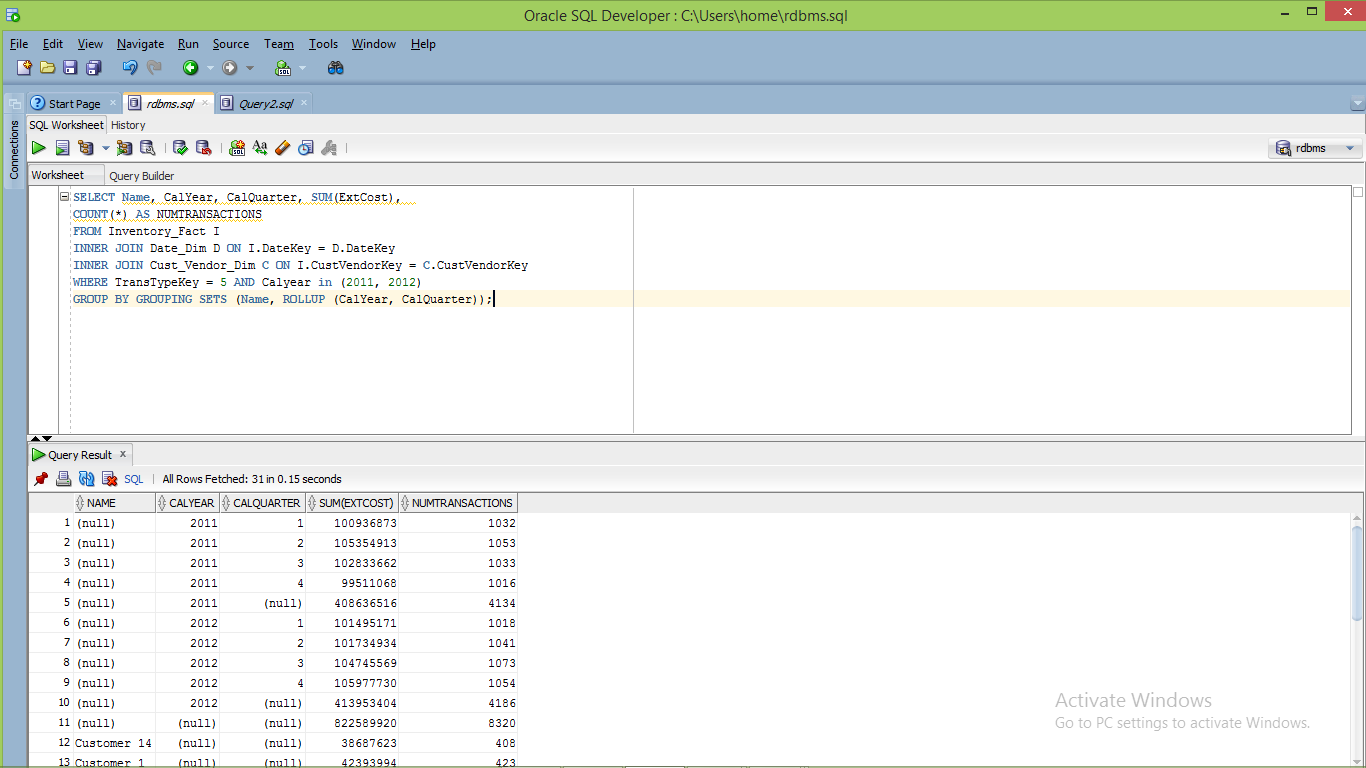 Oracle SQL Developer : C:\Users\home\rdbms.sql
File Edit View Navigate Run Source Team Tools Window Help
Start Page rdbms.sql Query2.sql
Connections
SQL Worksheet History
rdbms
Worksheet Query Builder
SELECT Name, CalYear, CalQuarter, SUM(ExtCost),
COUNT(*) AS NUMTRANSACTIONS
FROM Inventory_Fact I
INNER JOIN Date_Dim D ON I.DateKey = D.DateKey
INNER JOIN Cust_Vendor_Dim C ON I.CustVendorKey = C.CustVendorKey
WHERE TransTypeKey = 5 AND Calyear in (2011, 2012)
GROUP BY GROUPING SETS (Name, ROLLUP (CalYear, CalQuarter));
Query Result
SQL All Rows Fetched: 31 in 0.15 seconds
NAME CALYEAR CALQUARTER SUM(EXTCOST) NUMTRANSACTIONS
1 (null) 2011 1 100936873 1032
2 (null) 2011 2 105354913 1053
3 (null) 2011 3 102833662 1033
4 (null) 2011 4 99511068 1016
5 (null) 2011 (null) 408636516 4134
6 (null) 2012 1 101495171 1018
7 (null) 2012 2 101734934 1041
8 (null) 2012 3 104745569 1073
9 (null) 2012 4 105977730 1054
10 (null) 2012 (null) 413953404 4186
11 (null) (null) (null) 822589920 8320
12 Customer 14 (null) (null) 38687623 408
13 Customer 1 (null) (null) 42393994 423
Activate Windows
Go to PC settings to activate Windows.